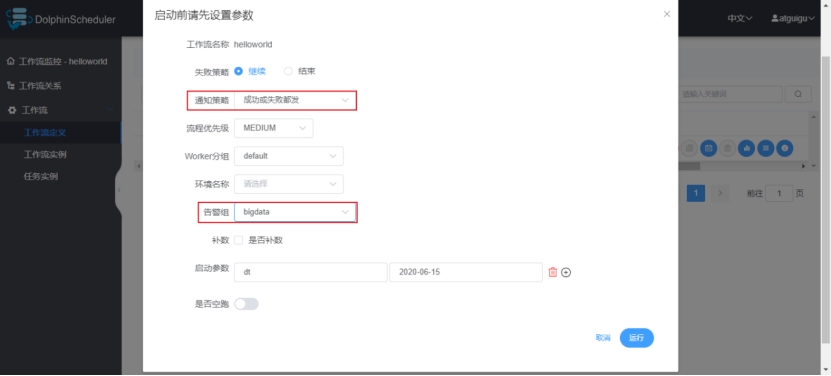 DolphinScheduler
启动前请先设置参数
中文
atguigu
工作流监控 - helloworld
工作流关系
工作流
工作流定义
工作流实例
任务实例
工作流名称 helloworld
失败策略 继续 结束
通知策略 成功或失败都发
流程优先级 MEDIUM
Worker分组 default
环境名称 请选择
告警组 bigdata
补数 是否补数
启动参数 dt 2020-06-15
是否空跑
取消 运行
请输入关键词
1
前往 1 页